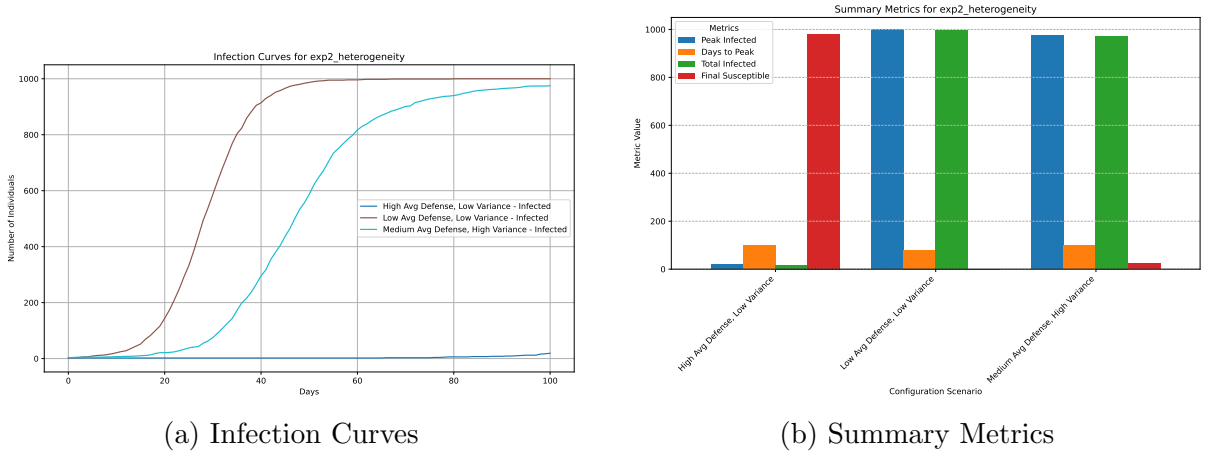 Infection Curves for exp2_heterogeneity
Number of Individuals
1000
800
600
400
200
0
High Avg Defense, Low Variance - Infected
Low Avg Defense, Low Variance - Infected
Medium Avg Defense, High Variance - Infected
0 20 40 60 80 100
Days
(a) Infection Curves
Summary Metrics for exp2_heterogeneity
Metric Value
1000
800
600
400
200
0
Metrics
Peak Infected
Days to Peak
Total Infected
Final Susceptible
High Avg Defense, Low Variance
Low Avg Defense, Low Variance
Medium Avg Defense, High Variance
Configuration Scenario
(b) Summary Metrics